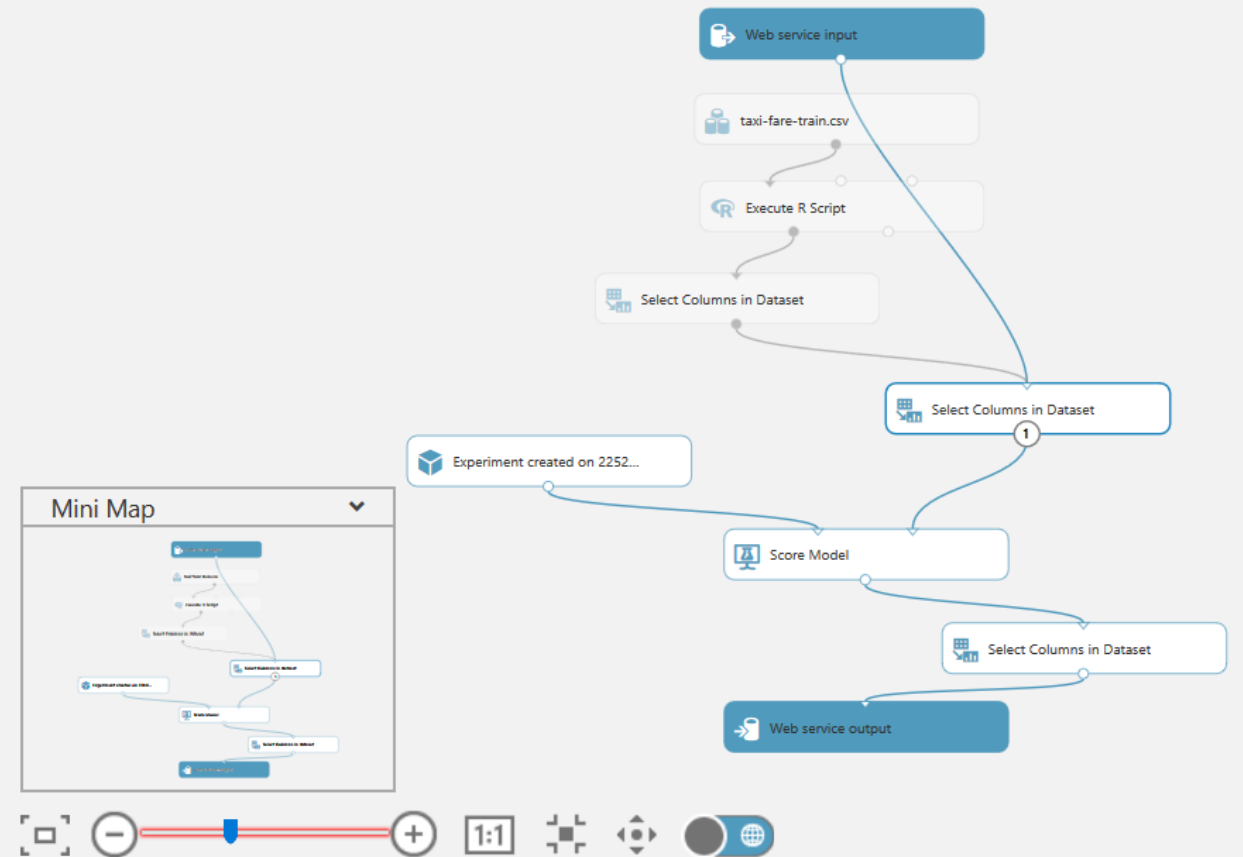 Web service input
taxi-fare-train.csv
Execute R Script
Select Columns in Dataset
Select Columns in Dataset
1
Experiment created on 2252...
Mini Map
Score Model
Select Columns in Dataset
Web service output
1:1